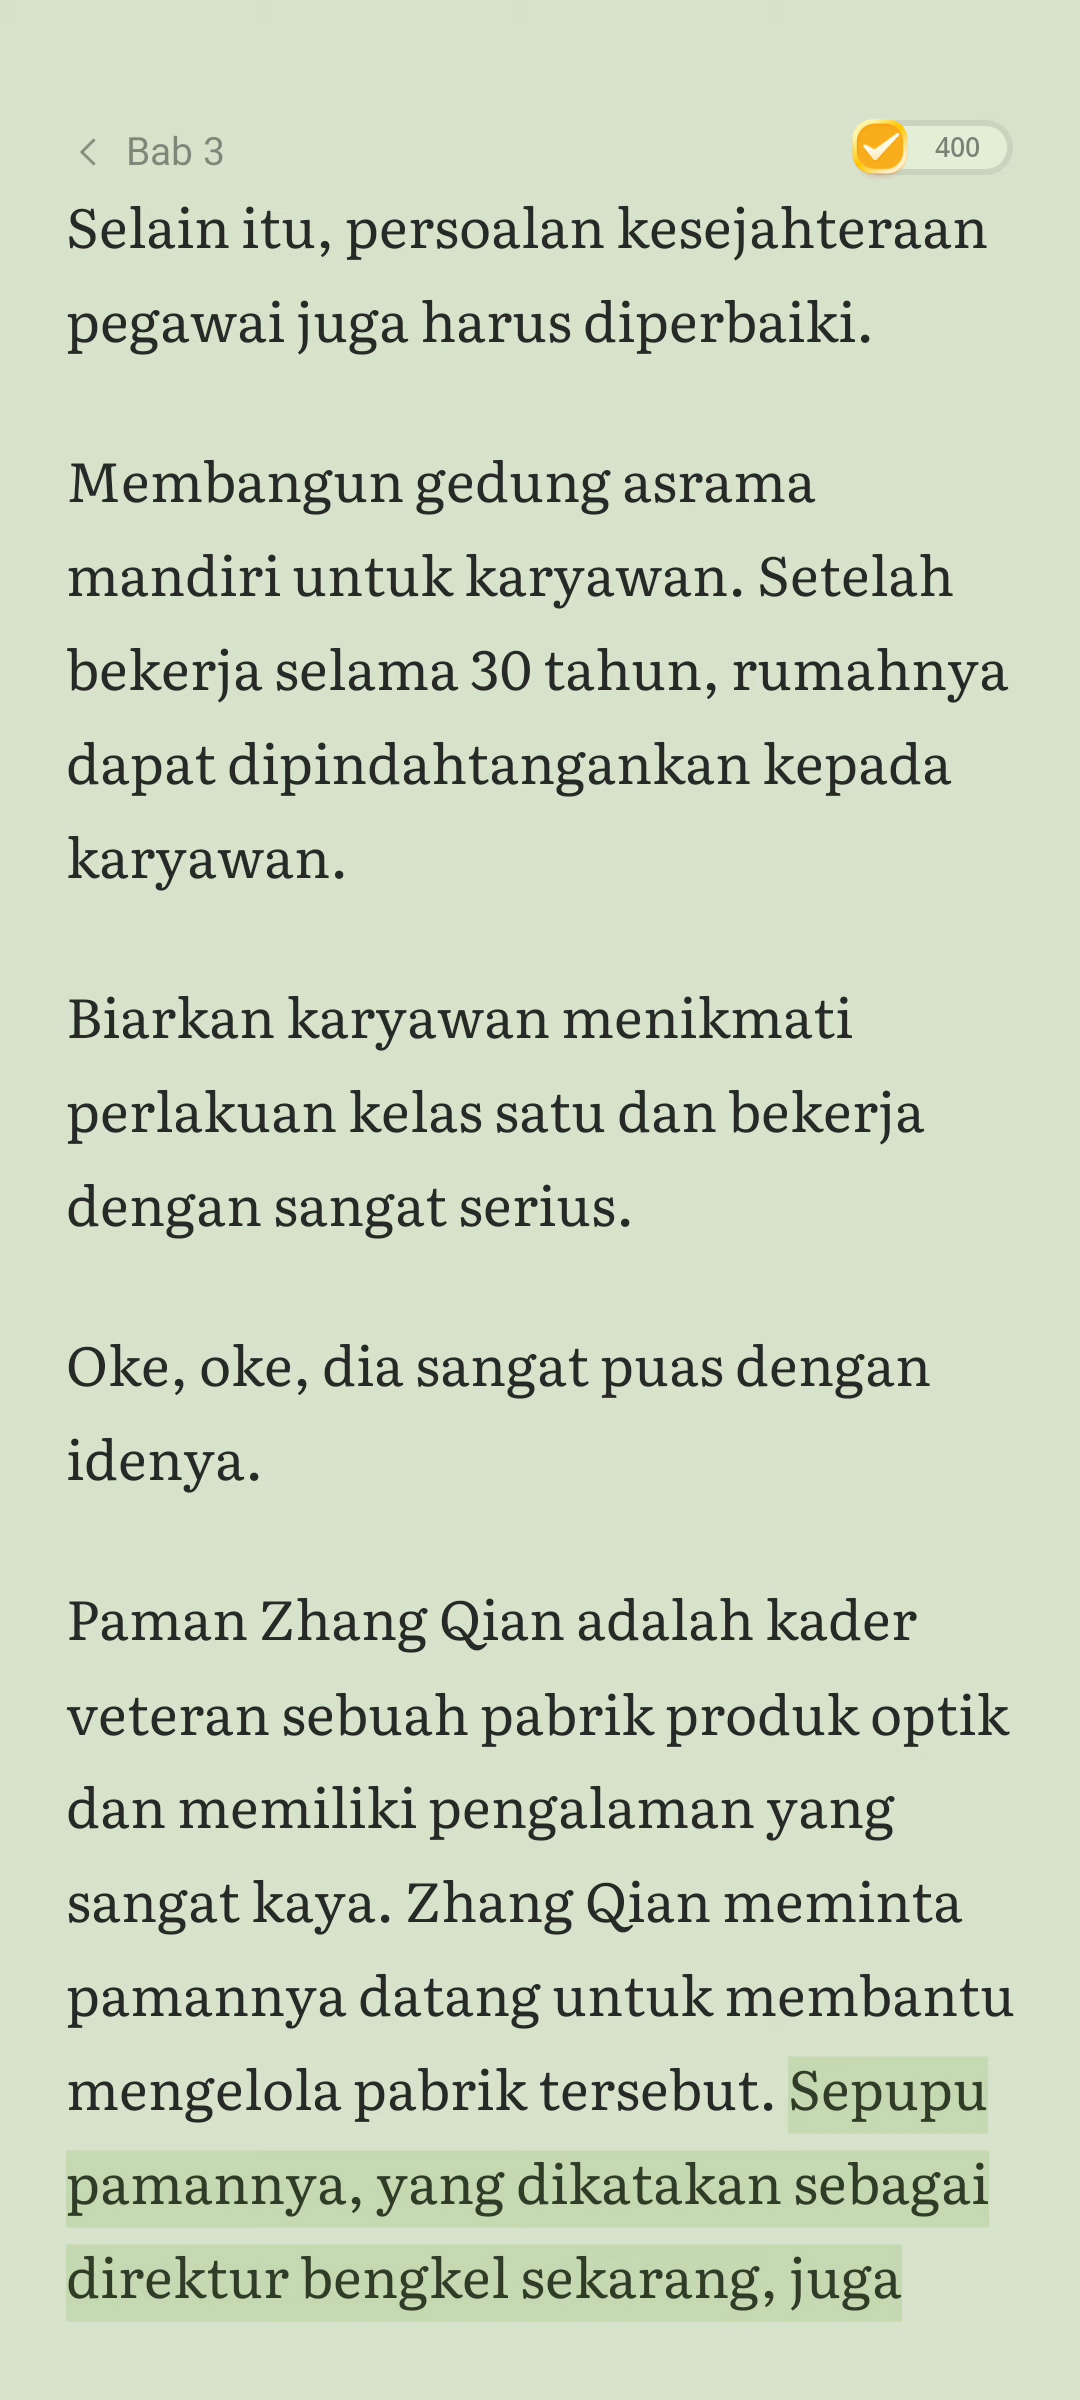 Bab 3
400
Selain itu, persoalan kesejahteraan
pegawai juga harus diperbaiki.
Membangun gedung asrama
mandiri untuk karyawan. Setelah
bekerja selama 30 tahun, rumahnya
dapat dipindahtangankan kepada
karyawan.
Biarkan karyawan menikmati
perlakuan kelas satu dan bekerja
dengan sangat serius.
Oke, oke, dia sangat puas dengan
idenya.
Paman Zhang Qian adalah kader
veteran sebuah pabrik produk optik
dan memiliki pengalaman yang
sangat kaya. Zhang Qian meminta
pamannya datang untuk membantu
mengelola pabrik tersebut. Sepupu
pamannya, yang dikatakan sebagai
direktur bengkel sekarang, juga